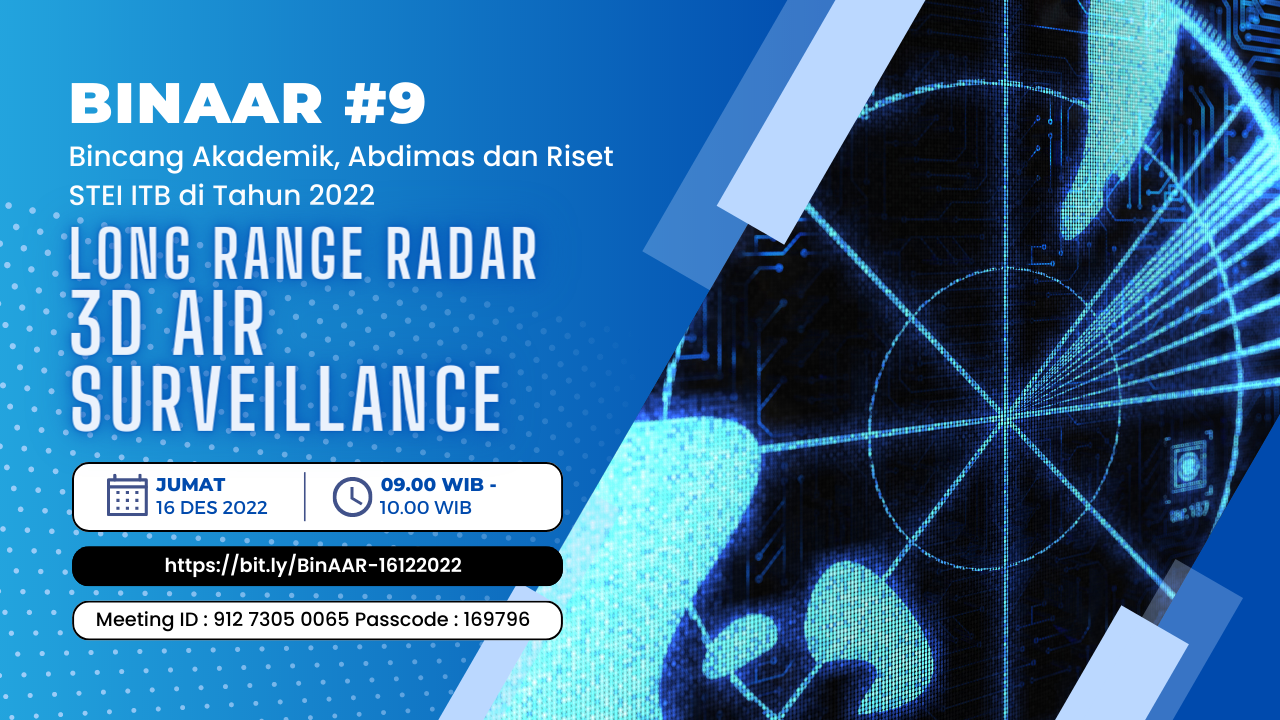 BINAAR #9
Bincang Akademik, Abdimas dan Riset
STEI ITB di Tahun 2022
LONG RANGE RADAR
3D AIR
SURVEILLANCE
JUMAT
16 DES 2022
09.00 WIB -
10.00 WIB
https://bit.ly/BinAAR-16122022
Meeting ID : 912 7305 0065 Passcode : 169796